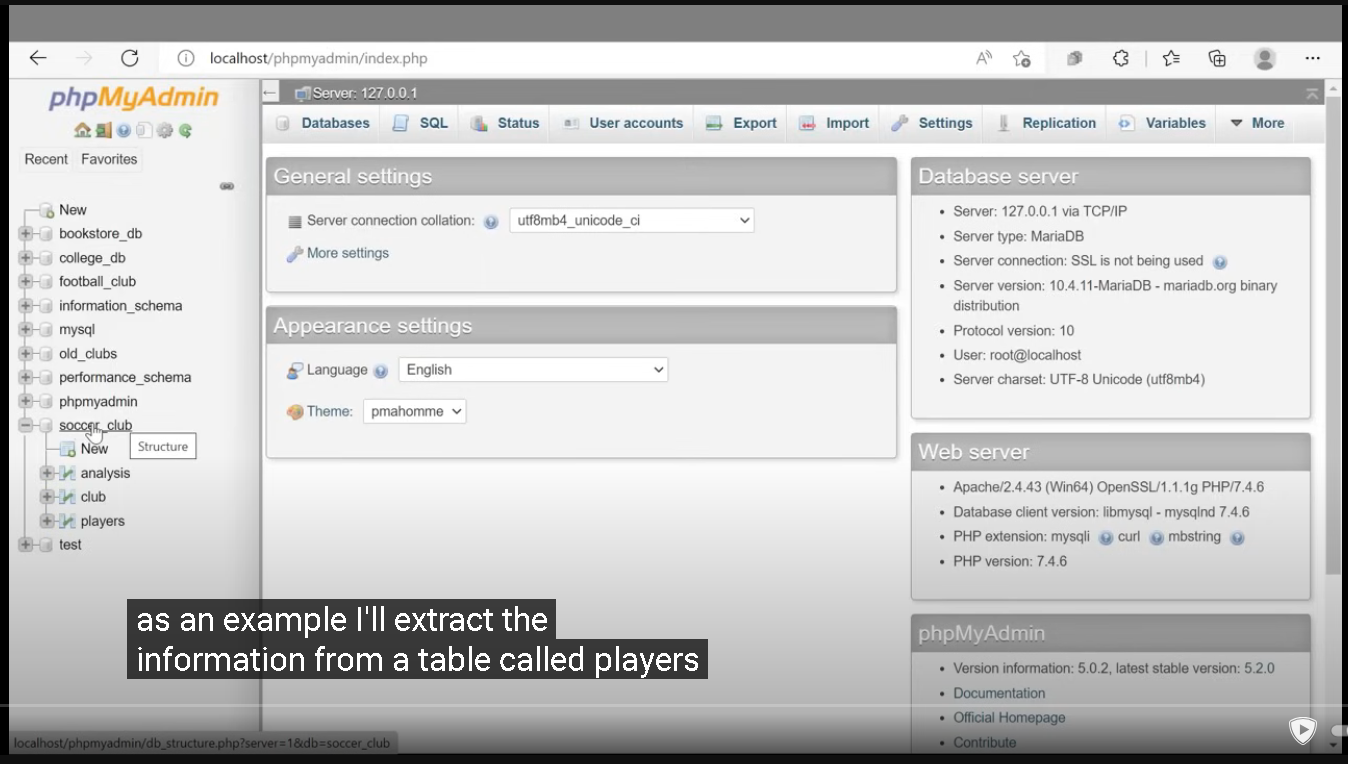 localhost/phpmyadmin/index.php
phpMyAdmin
Recent Favorites
New
bookstore_db
college_db
football_club
information_schema
mysql
old_clubs
performance_schema
phpmyadmin
soccer_club
New
Structure
analysis
club
players
test
Server: 127.0.0.1
Databases SQL Status User accounts Export Import Settings Replication Variables More
General settings
Server connection collation: utf8mb4_unicode_ci
More settings
Appearance settings
Language English
Theme: pmahomme
Database server
Server: 127.0.0.1 via TCP/IP
Server type: MariaDB
Server connection: SSL is not being used
Server version: 10.4.11-MariaDB - mariadb.org binary
distribution
Protocol version: 10
User: root@localhost
Server charset: UTF-8 Unicode (utf8mb4)
Web server
Apache/2.4.43 (Win64) OpenSSL/1.1.1g PHP/7.4.6
Database client version: libmysql - mysqlnd 7.4.6
PHP extension: mysqli curl mbstring
PHP version: 7.4.6
phpMyAdmin
Version information: 5.0.2, latest stable version: 5.2.0
Documentation
Official Homepage
Contribute
as an example I'll extract the
information from a table called players
localhost/phpmyadmin/db_structure.php?server=1&db=soccer_club